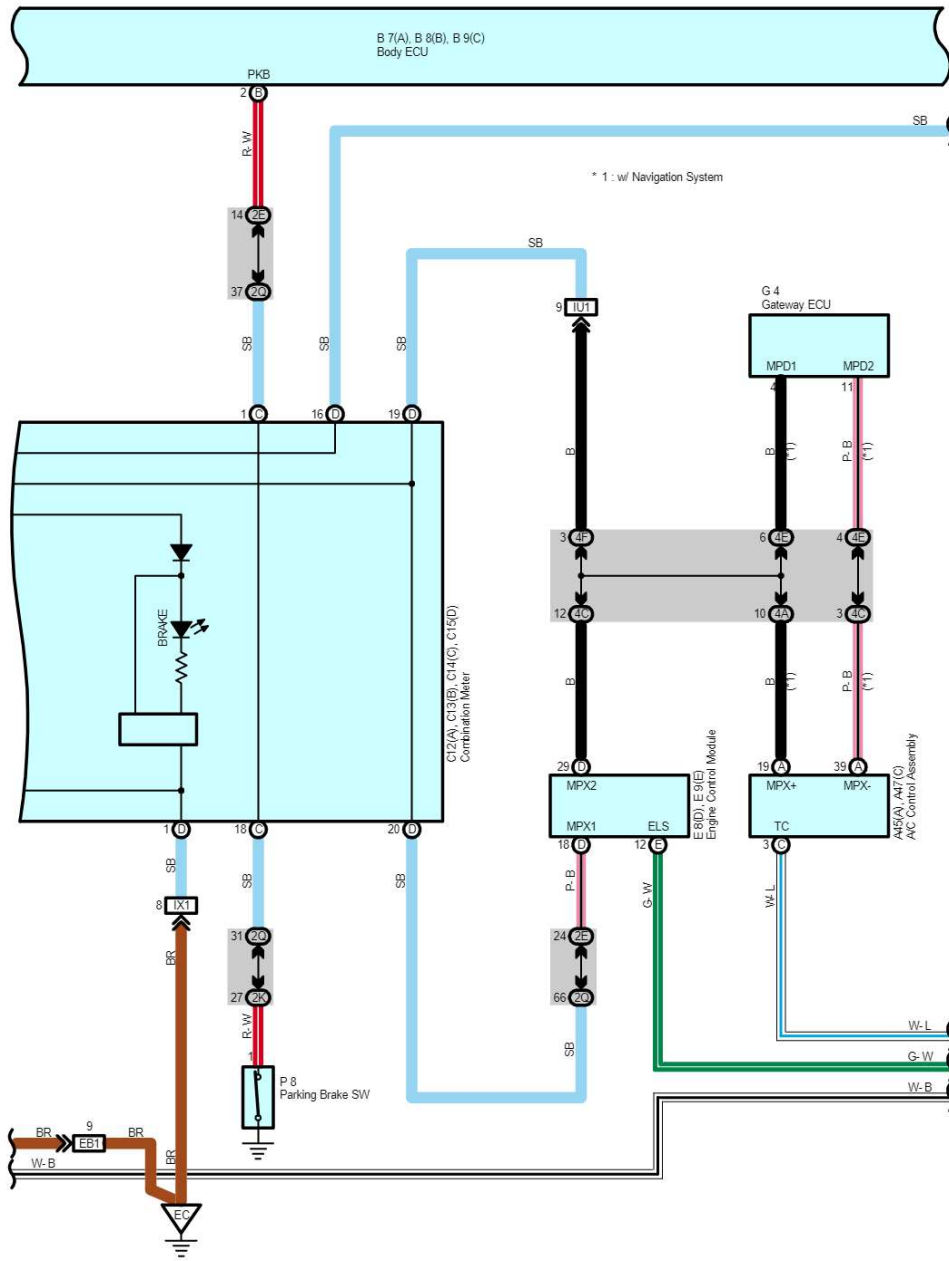 B 7(A), B 8(B), B 9(C)
Body ECU
PKB
2 B
R- W
SB
* 1 : w/ Navigation System
14 2E
37 2Q
SB
SB
SB
SB
9 IU1
G 4
Gateway ECU
MPD1 MPD2
4 11
B
B
(*1)
P- B
(*1)
1 C
16 D
19 D
3 4F
6 4E
4 4E
12 4C
10 4A
3 4C
BRAKE
C12(A), C13(B), C14(C), C15(D)
Combination Meter
B
B
(*1)
P- B
(*1)
29 D
19 A
39 A
MPX2
MPX1 ELS
E 8(D), E 9(E)
Engine Control Module
MPX+ MPX-
TC
A45(A), A47(C)
A/C Control Assembly
1 D
18 C
20 D
18 D
12 E
3 C
SB
SB
SB
P- B
G- W
W- L
8 IX1
BR
31 2Q
27 2K
24 2E
66 2Q
R- W
SB
1
P 8
Parking Brake SW
W- L
G- W
W- B
BR
9
EB1
BR
W- B
BR
EC